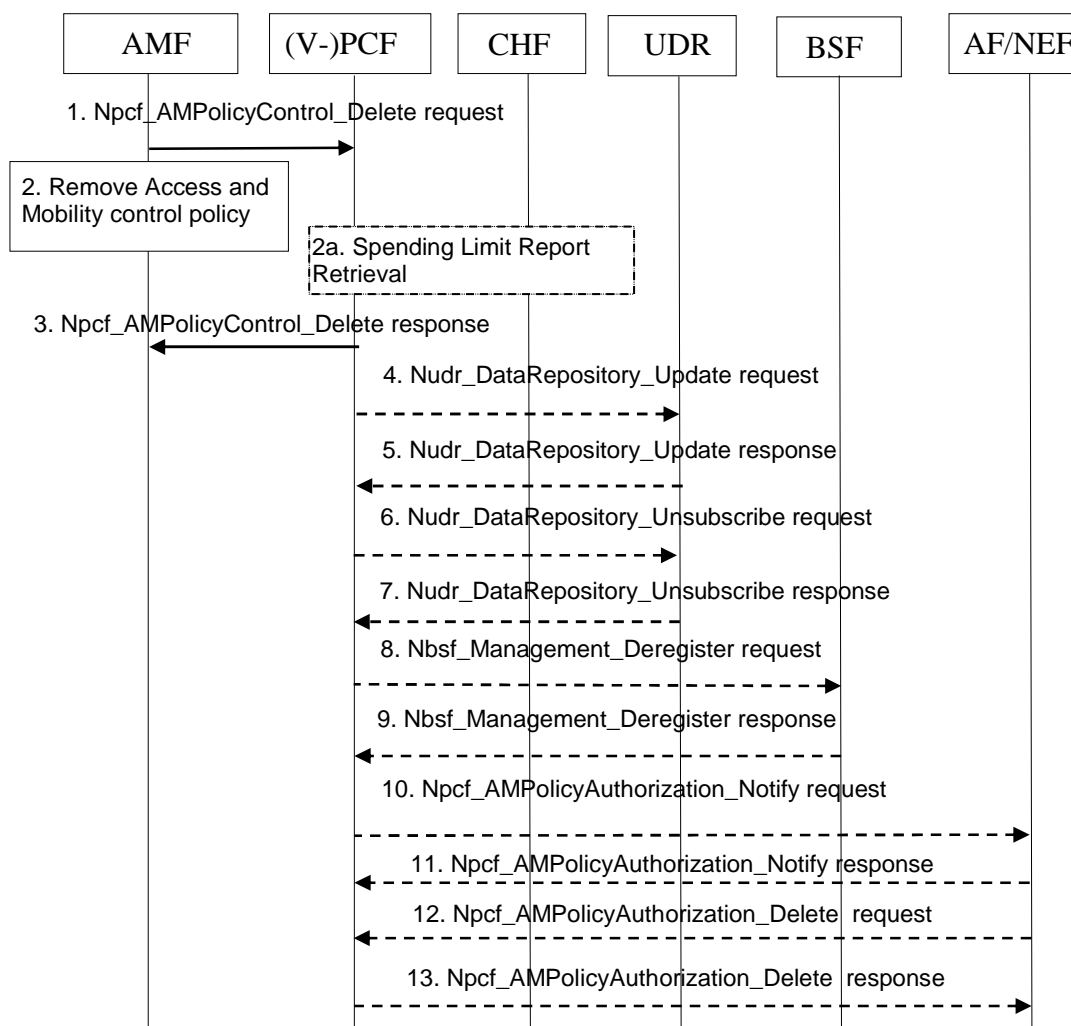 AMF
(V-)PCF
CHF
UDR
BSF
AF/NEF
1. Npcf_AMPolicyControl_Delete request
2. Remove Access and
Mobility control policy
2a. Spending Limit Report
Retrieval
3. Npcf_AMPolicyControl_Delete response
4. Nudr_DataRepository_Update request
5. Nudr_DataRepository_Update response
6. Nudr_DataRepository_Unsubscribe request
7. Nudr_DataRepository_Unsubscribe response
8. Nbsf_Management_Deregister request
9. Nbsf_Management_Deregister response
10. Npcf_AMPolicyAuthorization_Notify request
11. Npcf_AMPolicyAuthorization_Notify response
12. Npcf_AMPolicyAuthorization_Delete request
13. Npcf_AMPolicyAuthorization_Delete response